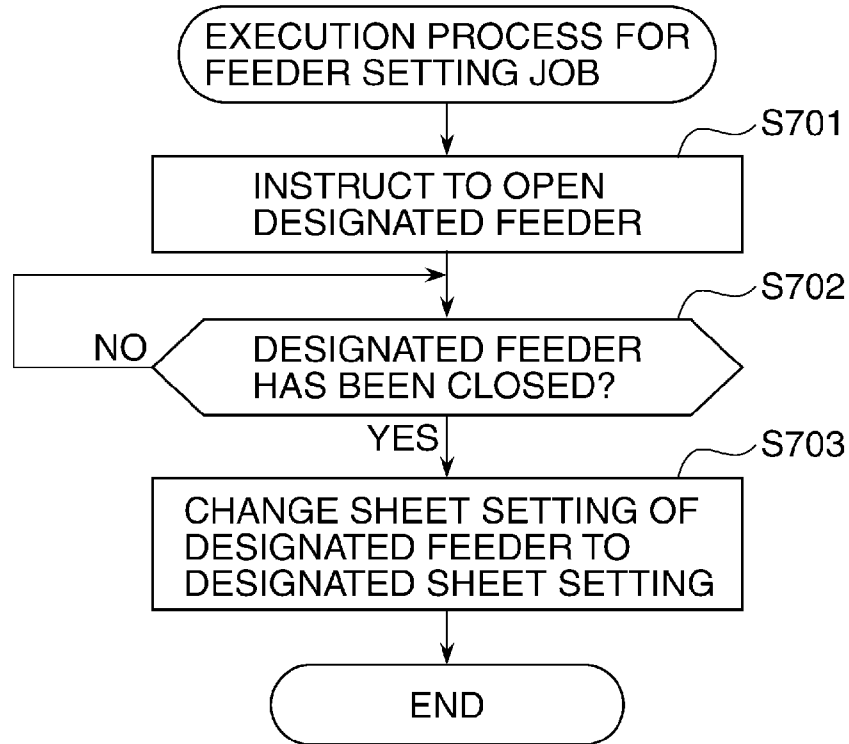 EXECUTION PROCESS FOR
FEEDER SETTING JOB
S701
INSTRUCT TO OPEN
DESIGNATED FEEDER
S702
DESIGNATED FEEDER
HAS BEEN CLOSED?
NO
YES
S703
CHANGE SHEET SETTING OF
DESIGNATED FEEDER TO
DESIGNATED SHEET SETTING
END